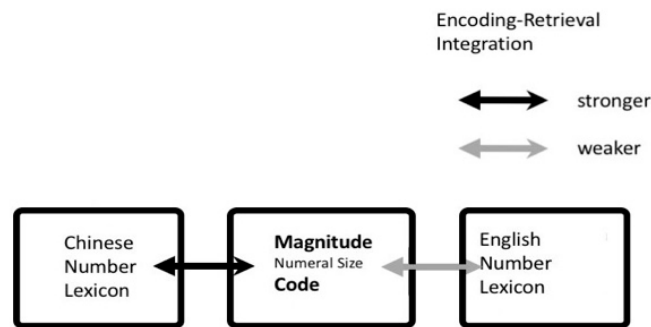 Encoding-Retrieval
Integration
stronger
weaker
Chinese
Number
Lexicon
Magnitude
Numeral Size
Code
English
Number
Lexicon